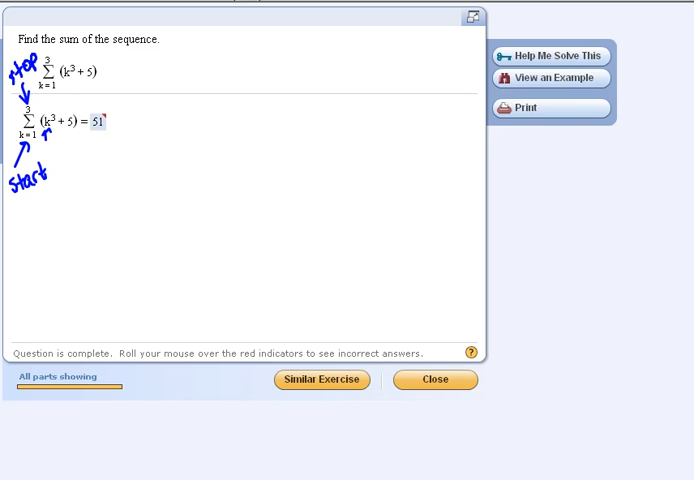 Find the sum of the sequence.
3
∑ (k³ + 5)
k = 1
stop
3
∑ (k³ + 5) = 51
k = 1
start
Help Me Solve This
View an Example
Print
Question is complete. Roll your mouse over the red indicators to see incorrect answers. ?
All parts showing
Similar Exercise
Close